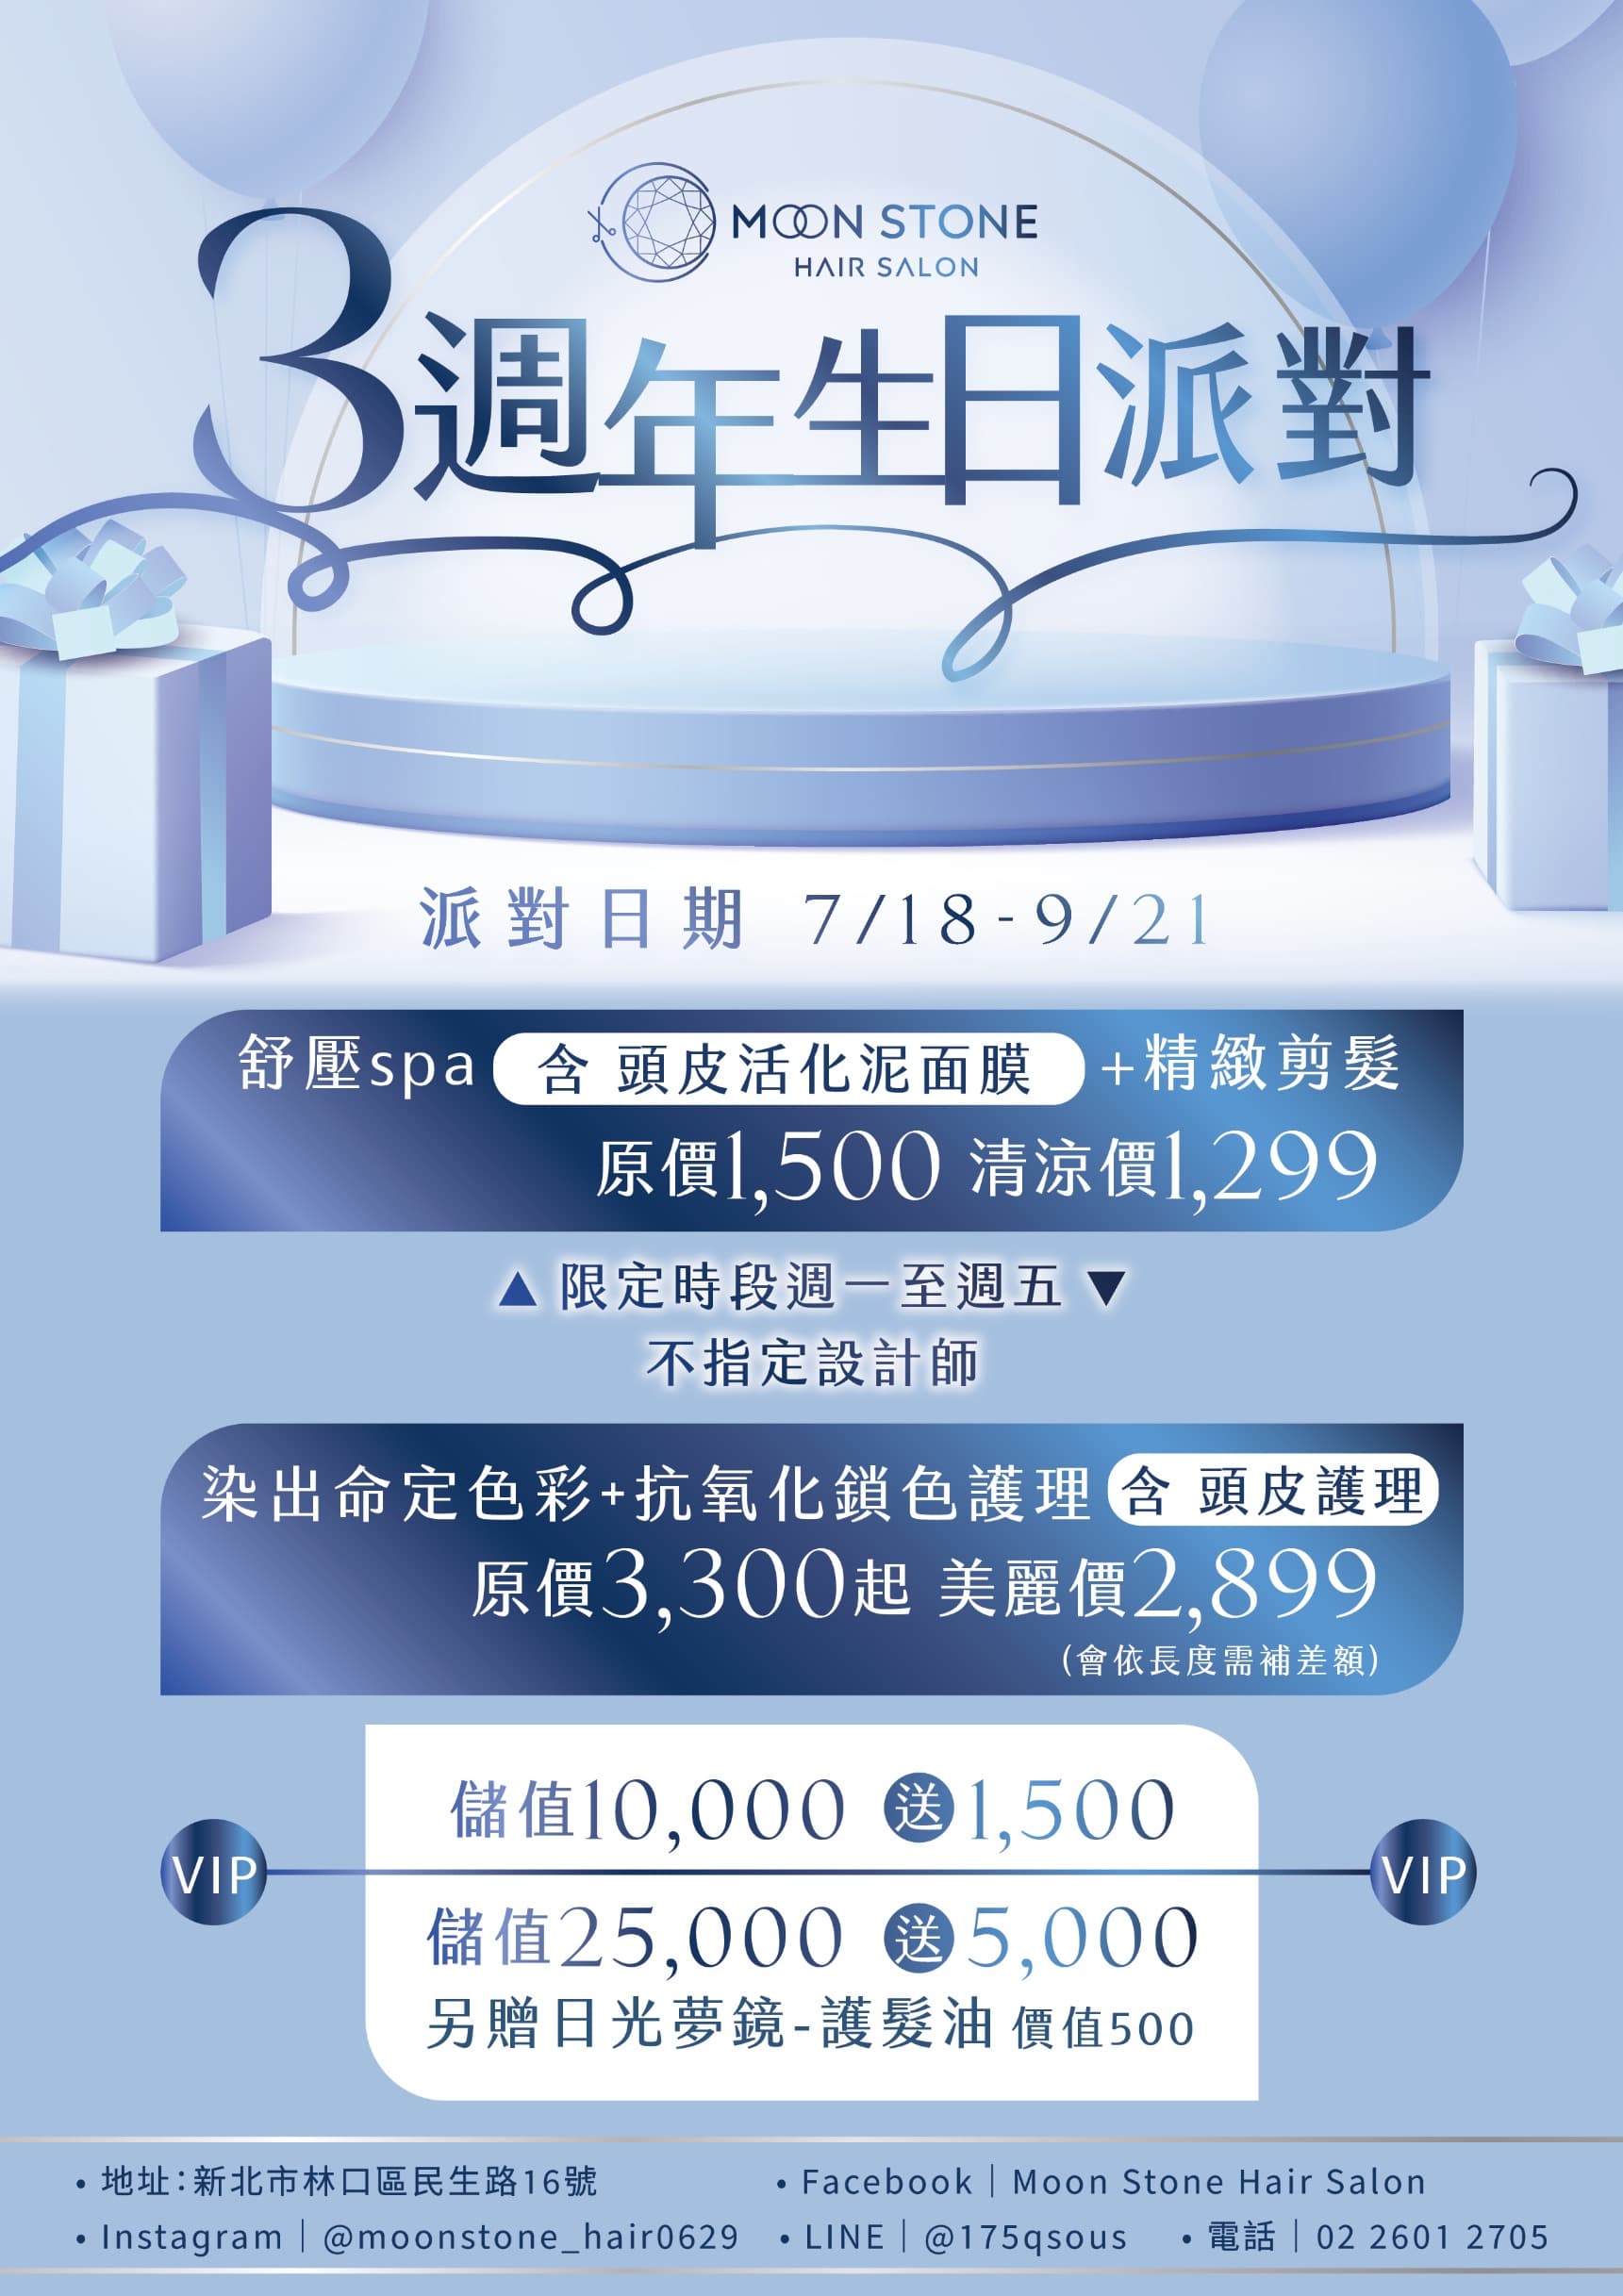 MOON STONE
HAIR SALON
3週年生日派對
派對日期 7/18-9/21
舒壓spa 含 頭皮活化泥面膜 +精緻剪髮
原價1,500 清涼價1,299
▲ 限定時段週一至週五 ▼
不指定設計師
染出命定色彩+抗氧化鎖色護理 含 頭皮護理
原價3,300起 美麗價2,899
(會依長度需補差額)
儲值10,000 送1,500
VIP
VIP
儲值25,000 送5,000
另贈日光夢鏡-護髮油 價值500
• 地址:新北市林口區民生路16號
• Facebook｜Moon Stone Hair Salon
• Instagram｜@moonstone_hair0629
• LINE｜@175qsous
• 電話｜02 2601 2705